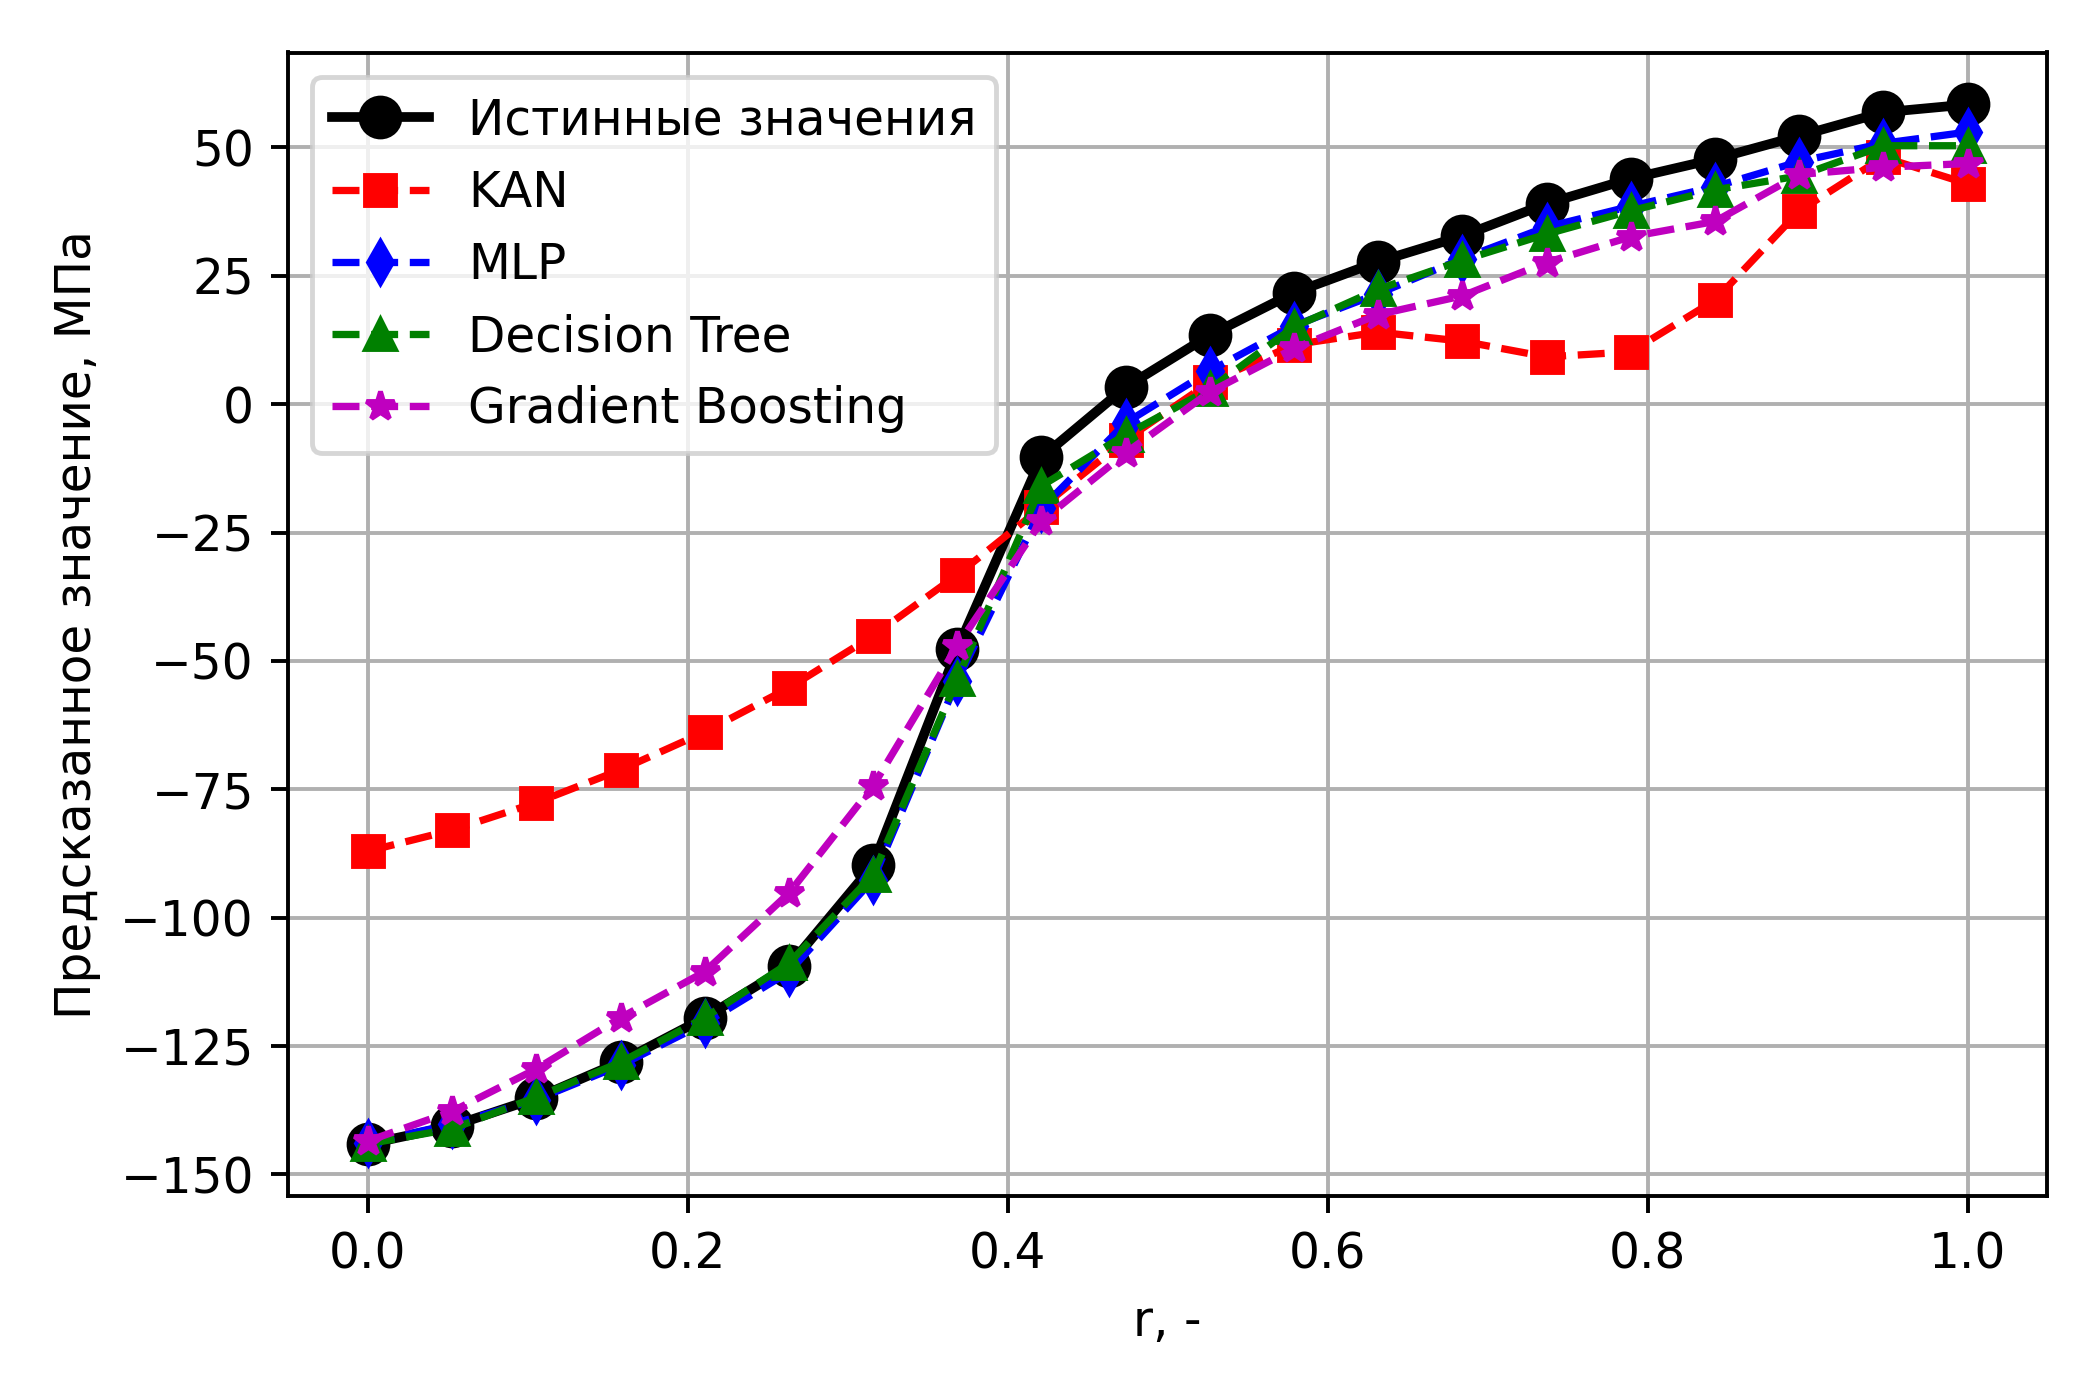 Истинные значения
KAN
MLP
Decision Tree
Gradient Boosting
Предсказанное значение, МПа
50
25
0
−25
−50
−75
−100
−125
−150
0.0 0.2 0.4 0.6 0.8 1.0
r, -